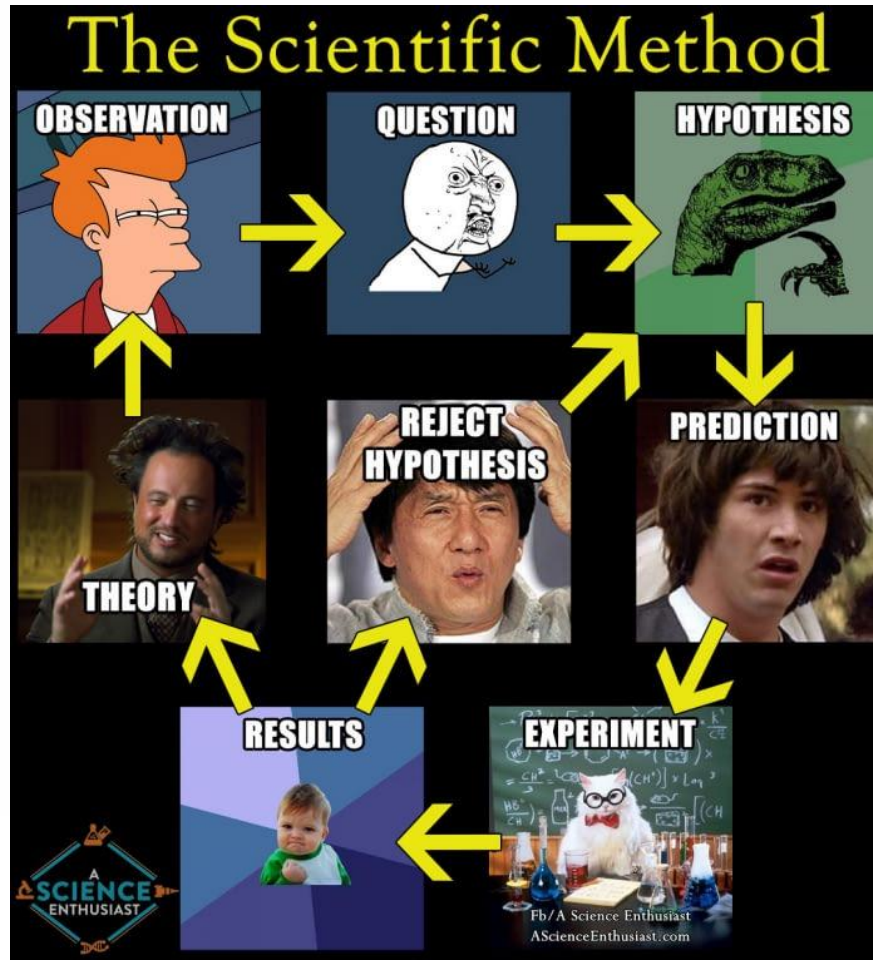 The Scientific Method
OBSERVATION
QUESTION
HYPOTHESIS
THEORY
REJECT
HYPOTHESIS
PREDICTION
RESULTS
EXPERIMENT
A
SCIENCE
ENTHUSIAST
Fb/A Science Enthusiast
AScienceEnthusiast.com